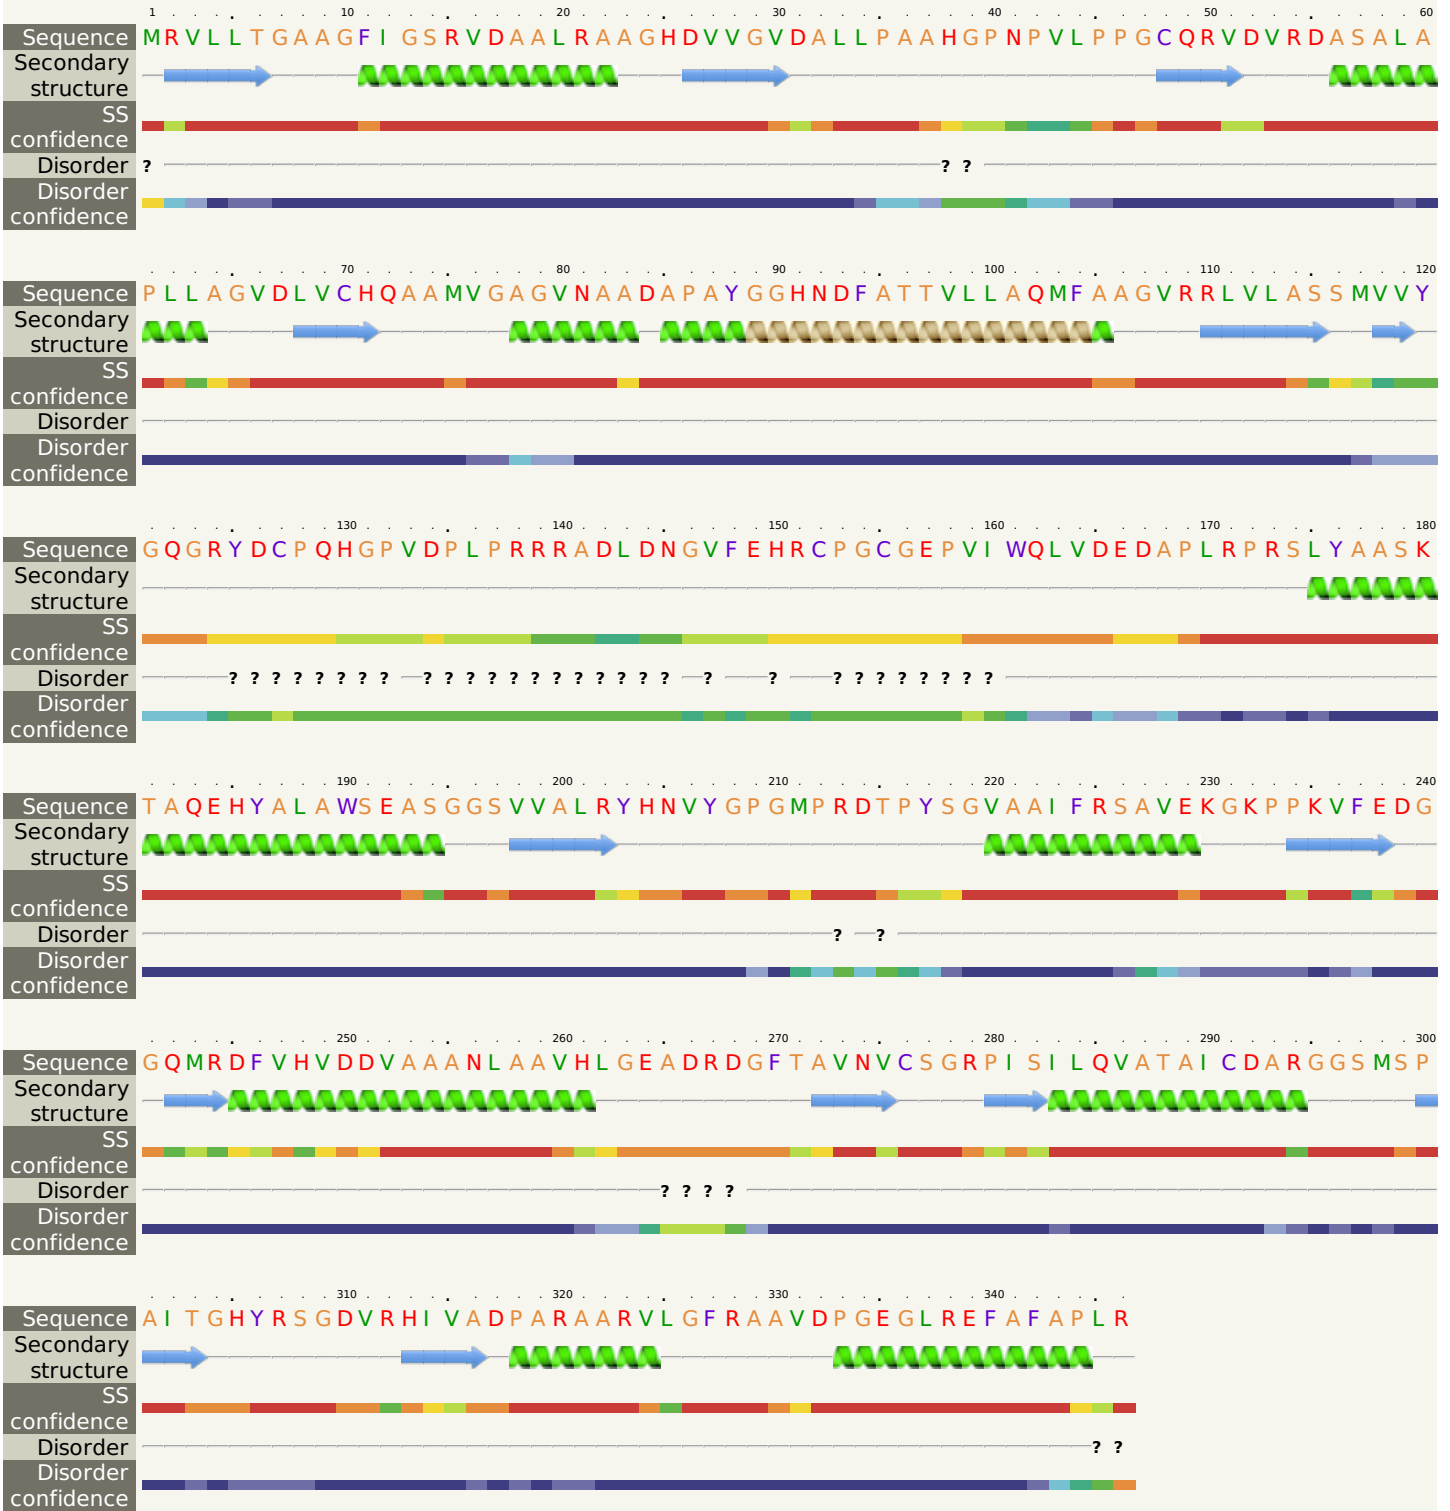 1 10 20 30 40 50 60
Sequence MRVLLTGAAGFIGSRVDAALRAAGHDVVGVDALLPAAHGPNPVLPPGCQRVDVRDASALA
Secondary
structure
SS
confidence
Disorder ? ? ?
Disorder
confidence
70 80 90 100 110 120
Sequence PLLAGVDLVCHQAAMVGAGVNAADAPAYGGHNDFATTVLLAQMFAAGVRRLVLASSMVVY
Secondary
structure
SS
confidence
Disorder
Disorder
confidence
130 140 150 160 170 180
Sequence GQGRYDCPQHGPVDPLPRRRADLDNGVFEHRCPGCGEPVIWQLVDEDAPLRPRSLYAASK
Secondary
structure
SS
confidence
Disorder ? ? ? ? ? ? ? ? ? ? ? ? ? ? ? ? ? ? ? ? ? ? ? ? ? ? ? ? ? ?
Disorder
confidence
190 200 210 220 230 240
Sequence TAQEHYALAWSEASGGSVVALRYHNVYGPGMPRDTPYSGVAAIFRSAVEKGKPPKVFEDG
Secondary
structure
SS
confidence
Disorder ? ?
Disorder
confidence
250 260 270 280 290 300
Sequence GQMRDFVHVDDVAAANLAAVHLGEADRDGFTAVNVCSGRPISILQVATAICDARGGSMSP
Secondary
structure
SS
confidence
Disorder ? ? ? ?
Disorder
confidence
310 320 330 340
Sequence AITGHYRSGDVRHIVADPARAARVLGFRAAVDPGEGLREFAFAPLR
Secondary
structure
SS
confidence
Disorder ? ?
Disorder
confidence